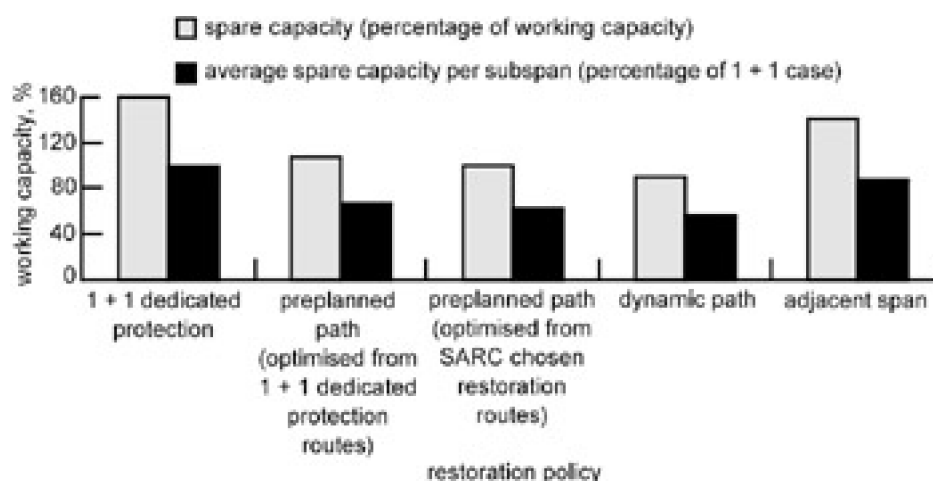 spare capacity (percentage of working capacity)
average spare capacity per subspan (percentage of 1 + 1 case)
working capacity, %
160
120
80
40
0
1 + 1 dedicated
protection
preplanned
path
(optimised from
1 + 1 dedicated
protection
routes)
preplanned path
(optimised from
SARC chosen
restoration
routes)
dynamic path
adjacent span
restoration policy